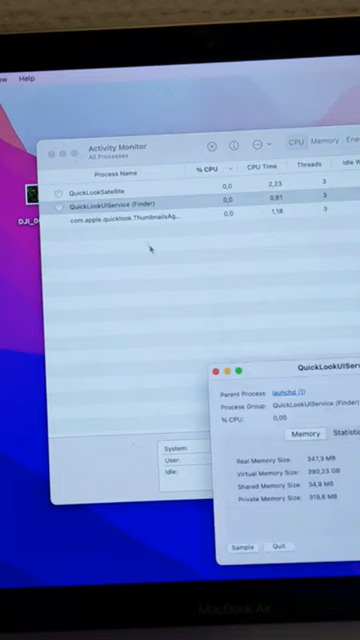 Help
Activity Monitor
All Processes
CPU Memory
Process Name % CPU CPU Time Threads
QuickLookSatellite 0,0 2,23 3
QuickLookUIService (Finder) 0,0 0,81 3
com.apple.quicklook.ThumbnailsAg... 0,0 1,18 3
System:
User:
Idle:
Parent Process: launchd (1)
Process Group: QuickLookUIService (Finder)
% CPU: 0,00
Memory
Real Memory Size: 347,3 MB
Virtual Memory Size: 390,23 GB
Shared Memory Size: 54,9 MB
Private Memory Size: 319,6 MB
Sample Quit
MacBook Air